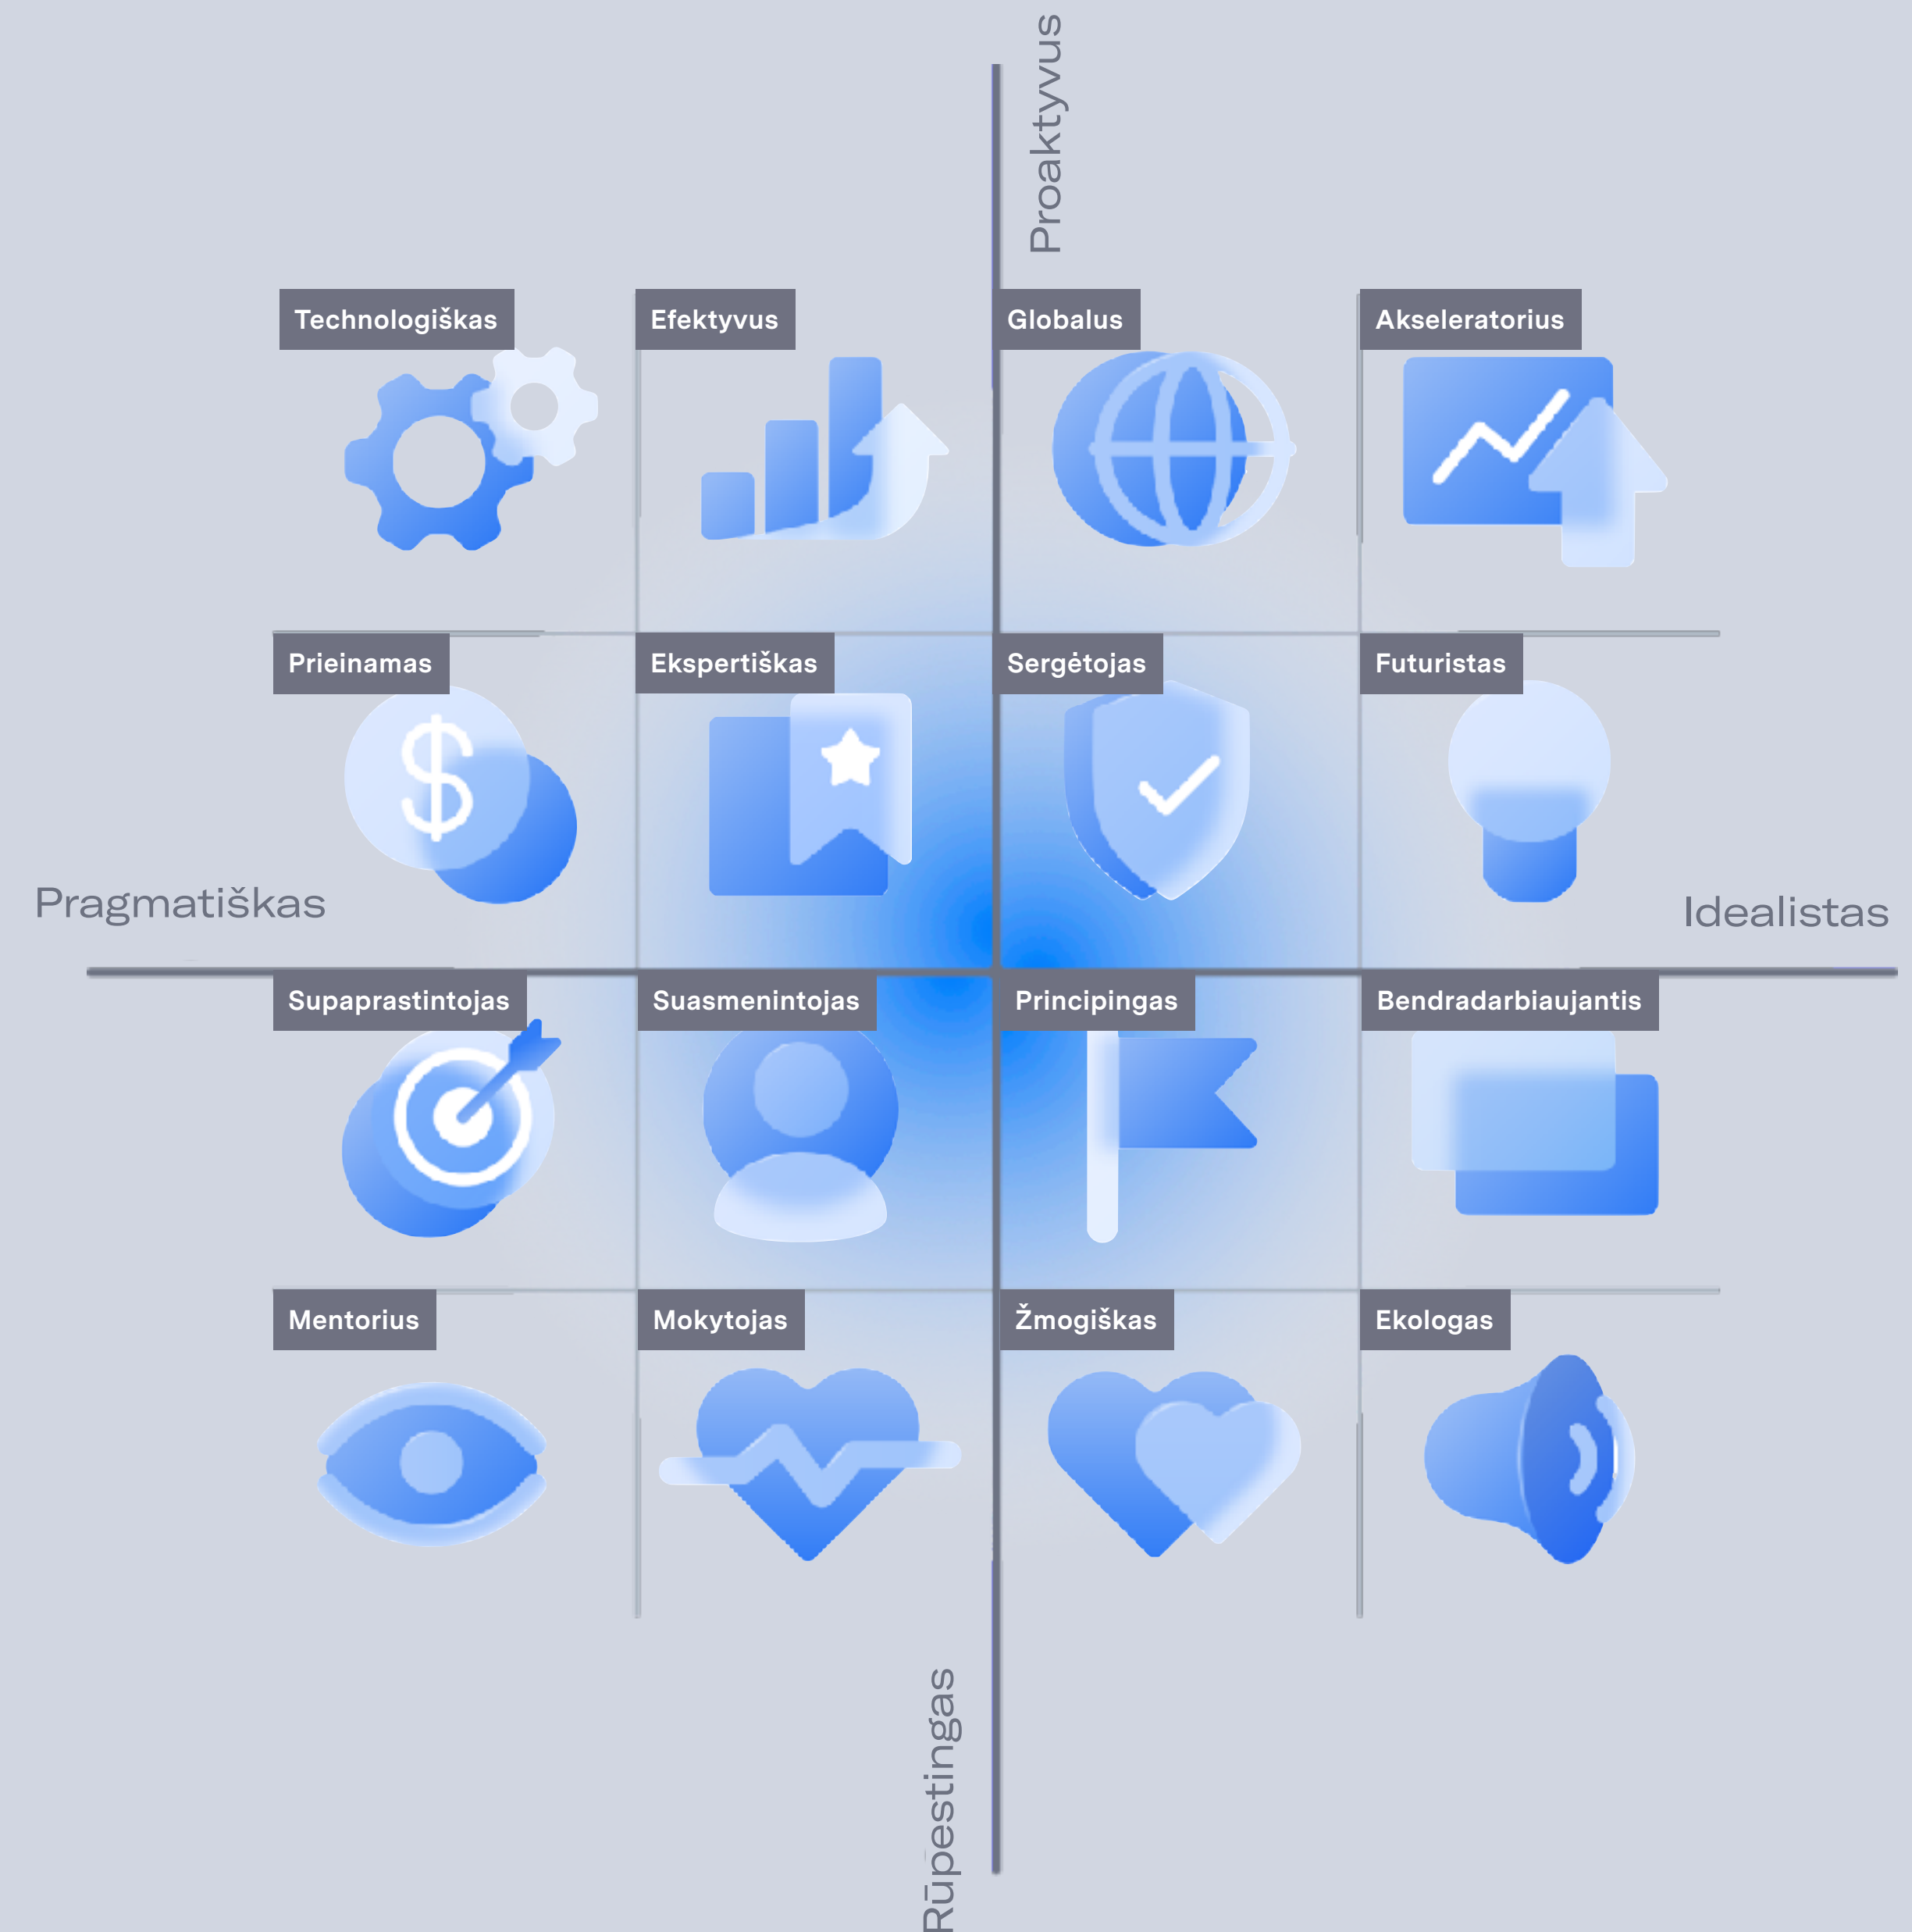 Proaktyvus
Technologiškas
Efektyvus
Globalus
Akseleratorius
Prieinamas
Ekspertiškas
Sergėtojas
Futuristas
$
Pragmatiškas
Idealistas
Supaprastintojas
Suasmenintojas
Principingas
Bendradarbiaujantis
Mentorius
Mokytojas
Žmogiškas
Ekologas
Rūpestingas